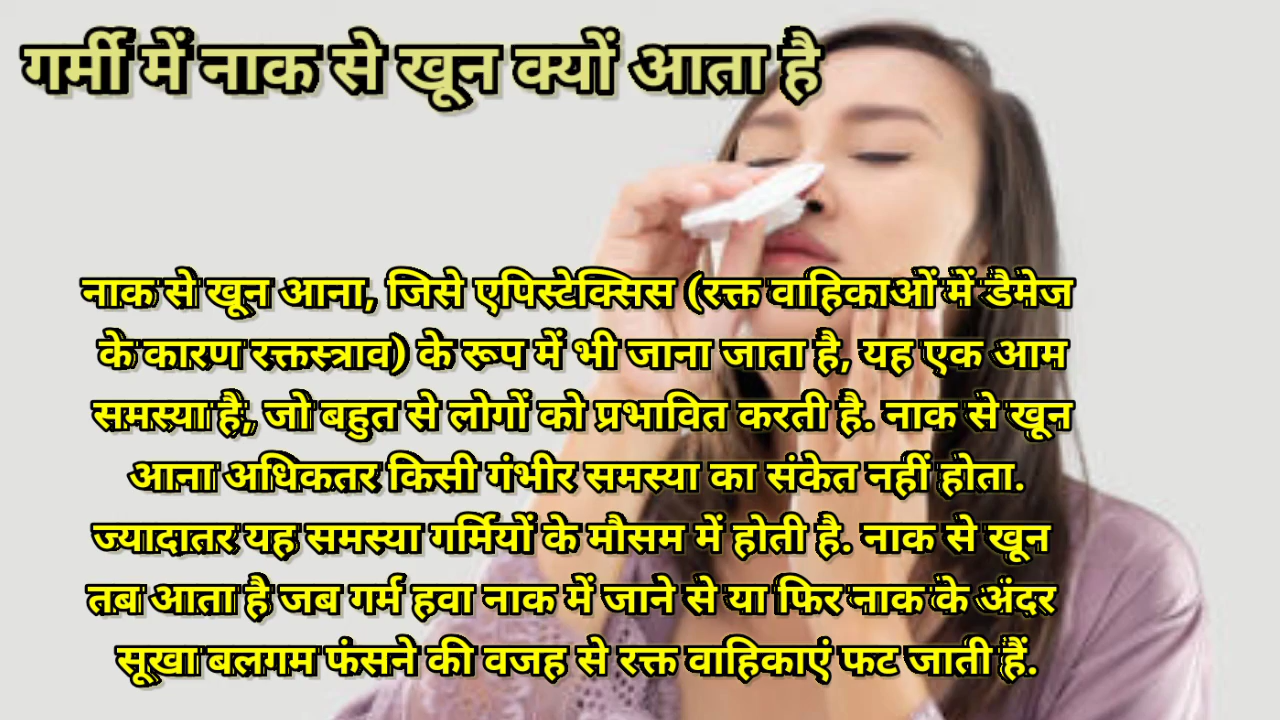 गर्मी में नाक से खून क्यों आता है
नाक से खून आना, जिसे एपिस्टेक्सिस (रक्त वाहिकाओं में डैमेज
के कारण रक्तस्त्राव) के रूप में भी जाना जाता है, यह एक आम
समस्या है, जो बहुत से लोगों को प्रभावित करती है. नाक से खून
आना अधिकतर किसी गंभीर समस्या का संकेत नहीं होता.
ज्यादातर यह समस्या गर्मियों के मौसम में होती है. नाक से खून
तब आता है जब गर्म हवा नाक में जाने से या फिर नाक के अंदर
सूखा बलगम फंसने की वजह से रक्त वाहिकाएं फट जाती हैं.